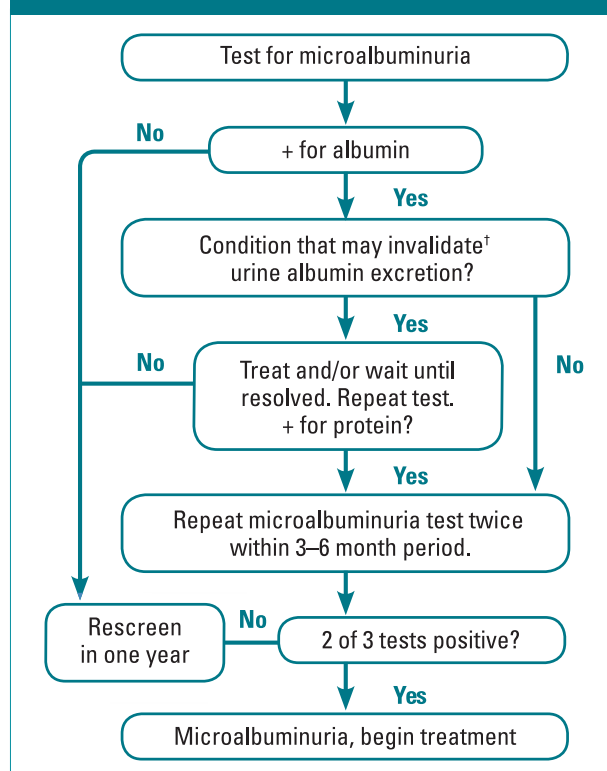 Test for microalbuminuria
No
+ for albumin
Yes
Condition that may invalidate†
urine albumin excretion?
Yes
No
Treat and/or wait until
resolved. Repeat test.
+ for protein?
No
Yes
Repeat microalbuminuria test twice
within 3–6 month period.
Rescreen
in one year
No
2 of 3 tests positive?
Yes
Microalbuminuria, begin treatment